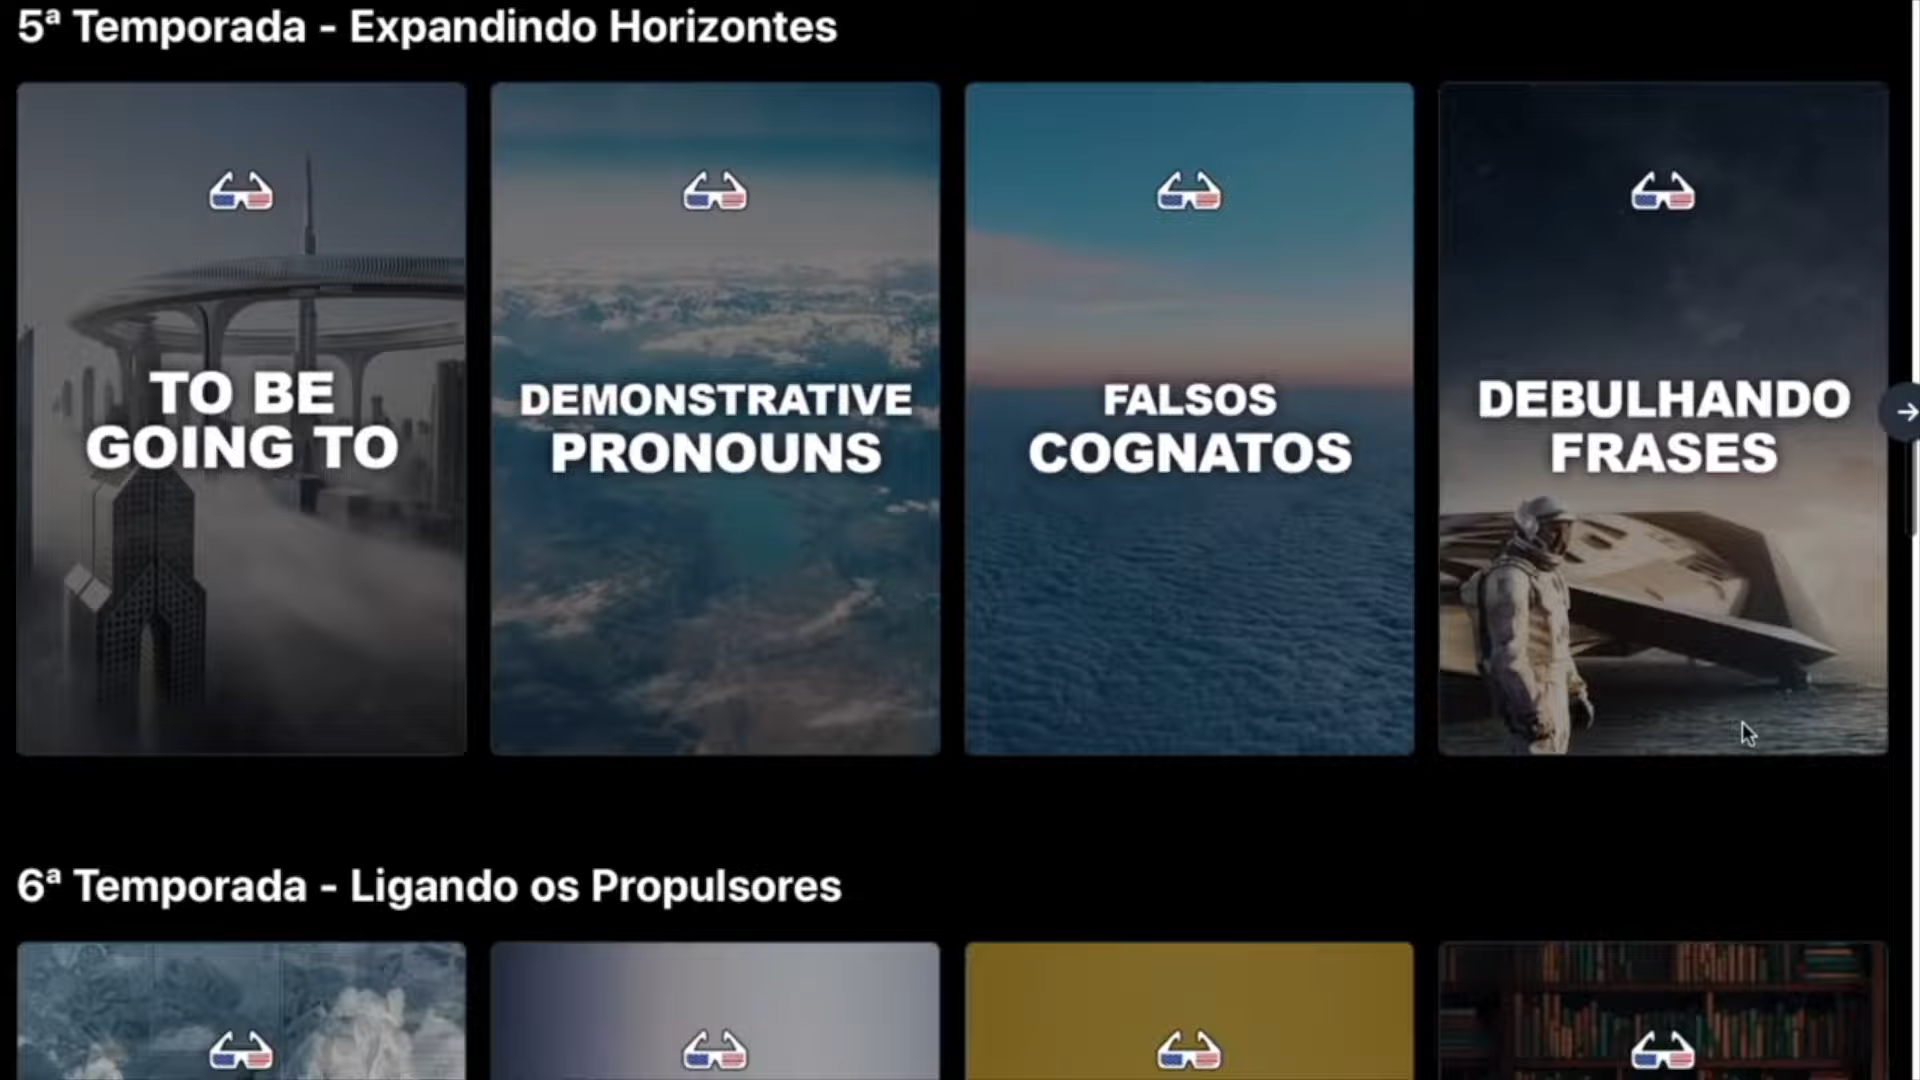 5ª Temporada - Expandindo Horizontes
TO BE
GOING TO
DEMONSTRATIVE
PRONOUNS
FALSOS
COGNATOS
DEBULHANDO
FRASES
6ª Temporada - Ligando os Propulsores